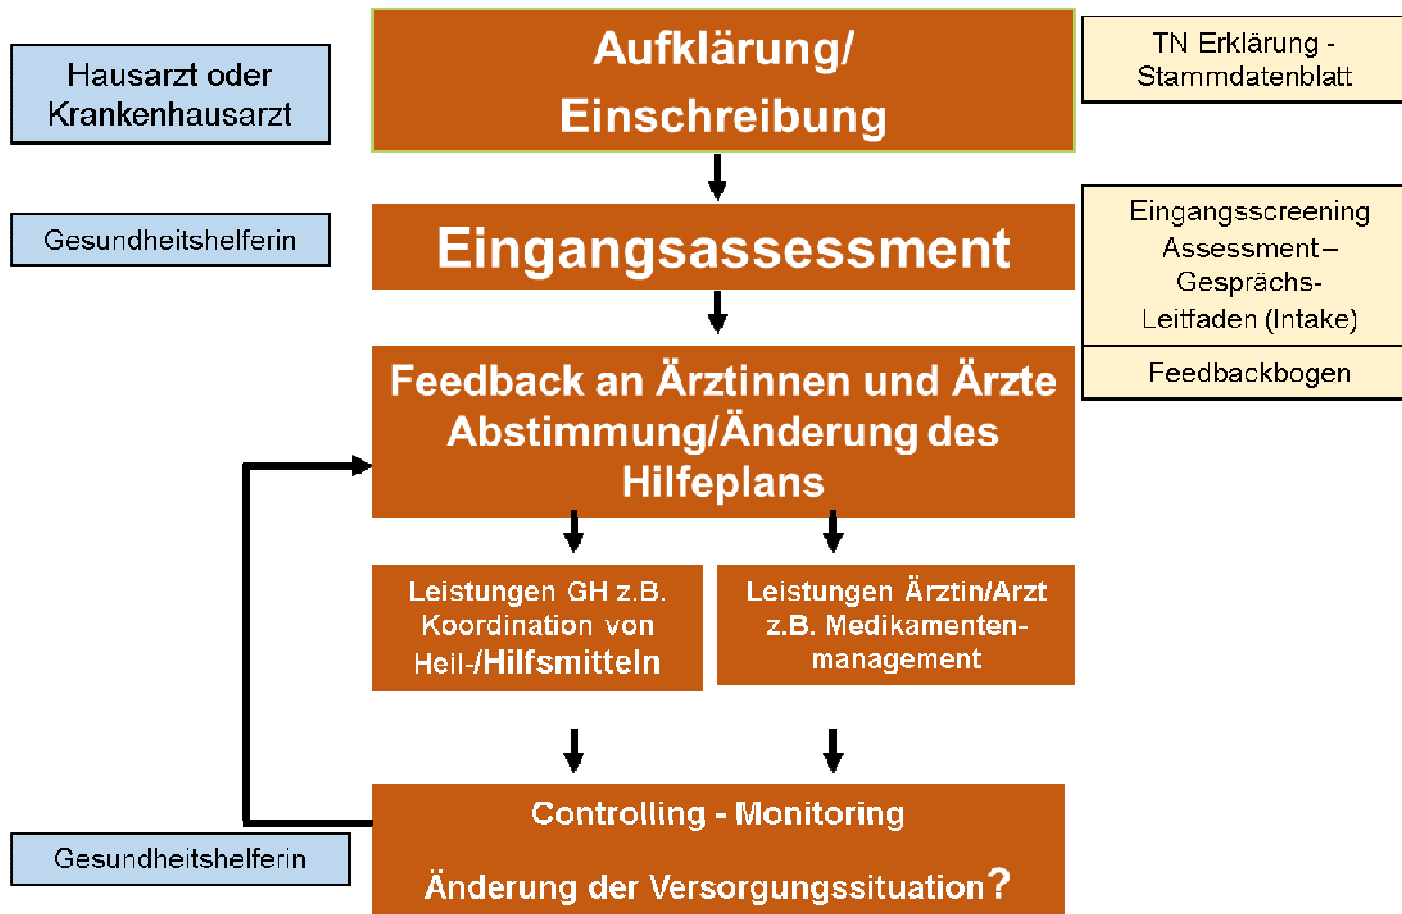 Hausarzt oder
Krankenhausarzt
Aufklärung/
Einschreibung
TN Erklärung -
Stammdatenblatt
Gesundheitshelferin
Eingangsassessment
Eingangsscreening
Assessment –
Gesprächs-
Leitfaden (Intake)
Feedbackbogen
Feedback an Ärztinnen und Ärzte
Abstimmung/Änderung des
Hilfeplans
Leistungen GH z.B.
Koordination von
Heil-/Hilfsmitteln
Leistungen Ärztin/Arzt
z.B. Medikamenten-
management
Controlling - Monitoring
Änderung der Versorgungssituation?
Gesundheitshelferin